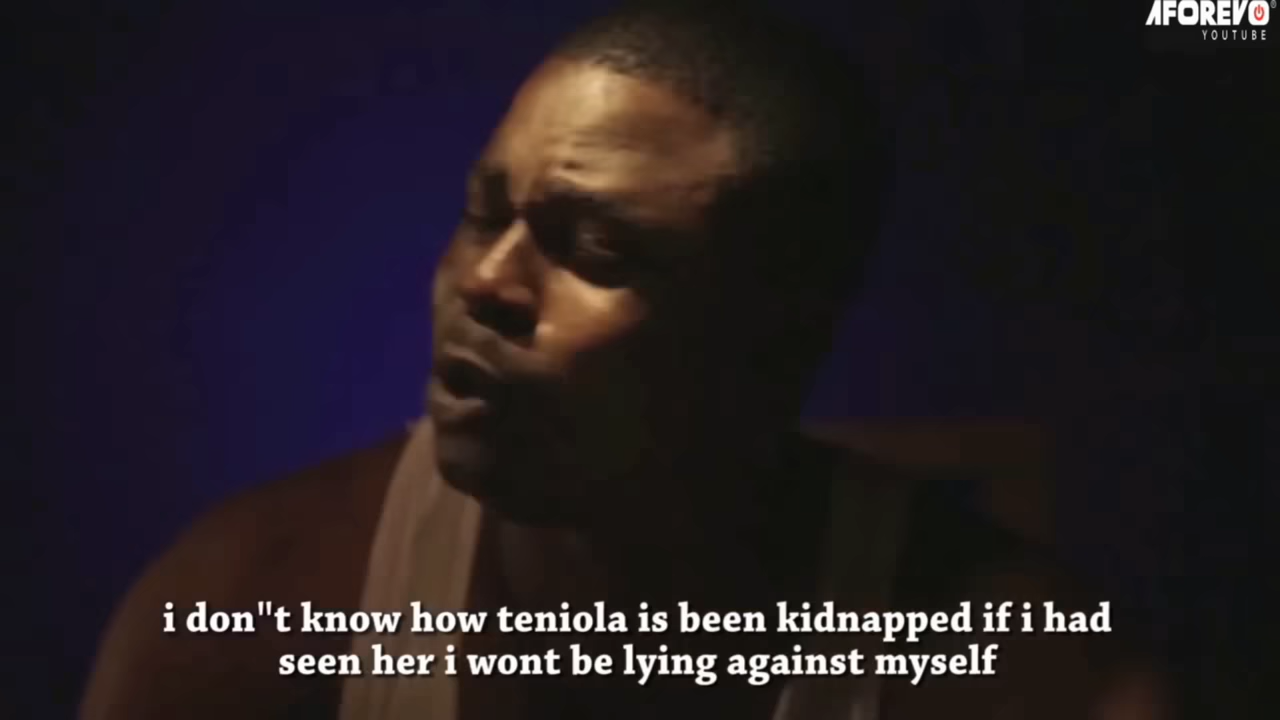 AFOREVO
YOUTUBE
i don"t know how teniola is been kidnapped if i had
seen her i wont be lying against myself